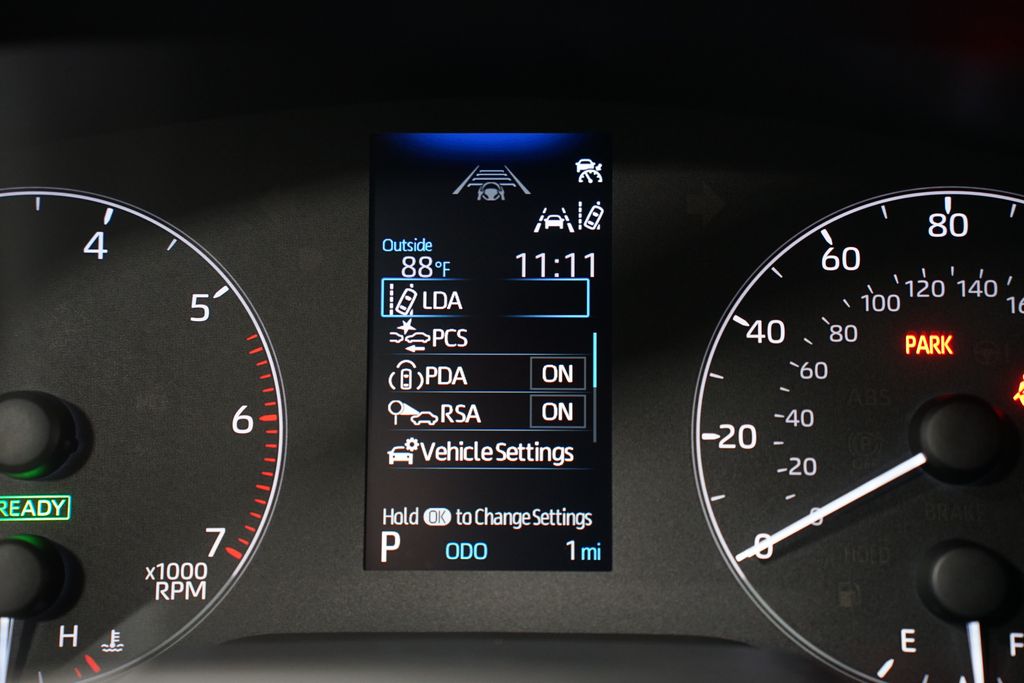 4
5
6
7
x1000
RPM
READY
H
Outside
88°F 11:11
LDA
PCS
PDA ON
RSA ON
Vehicle Settings
Hold OK to Change Settings
P ODO 1 mi
80
60
40
20
0
120
140
100
80
60
40
20
0
PARK
ABS
HOLD
E
F